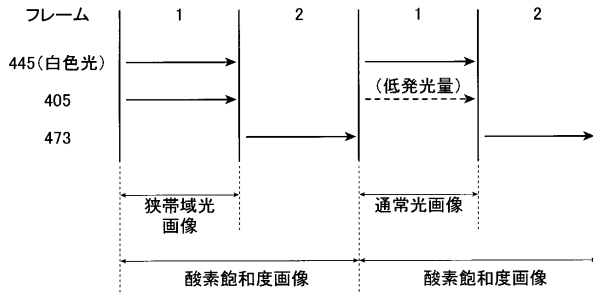 フレーム 1 2 1 2
445(白色光)
405 (低発光量)
473
狭帯域光
画像
通常光画像
酸素飽和度画像 酸素飽和度画像